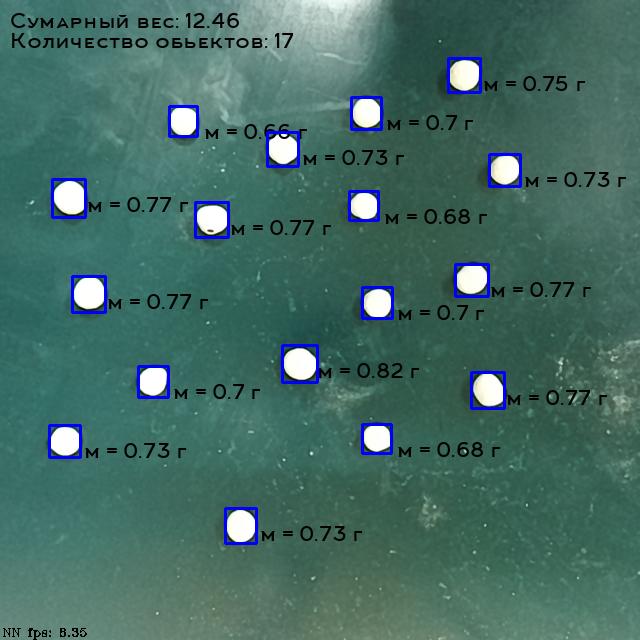 Сумарный вес: 12.46
Количество обьектов: 17
м = 0.75 г
м = 0.7 г
м = 0.66 г
м = 0.73 г
м = 0.73 г
м = 0.77 г
м = 0.68 г
м = 0.77 г
м = 0.77 г
м = 0.77 г
м = 0.7 г
м = 0.82 г
м = 0.7 г
м = 0.77 г
м = 0.73 г
м = 0.68 г
м = 0.73 г
NN fps: 8.35